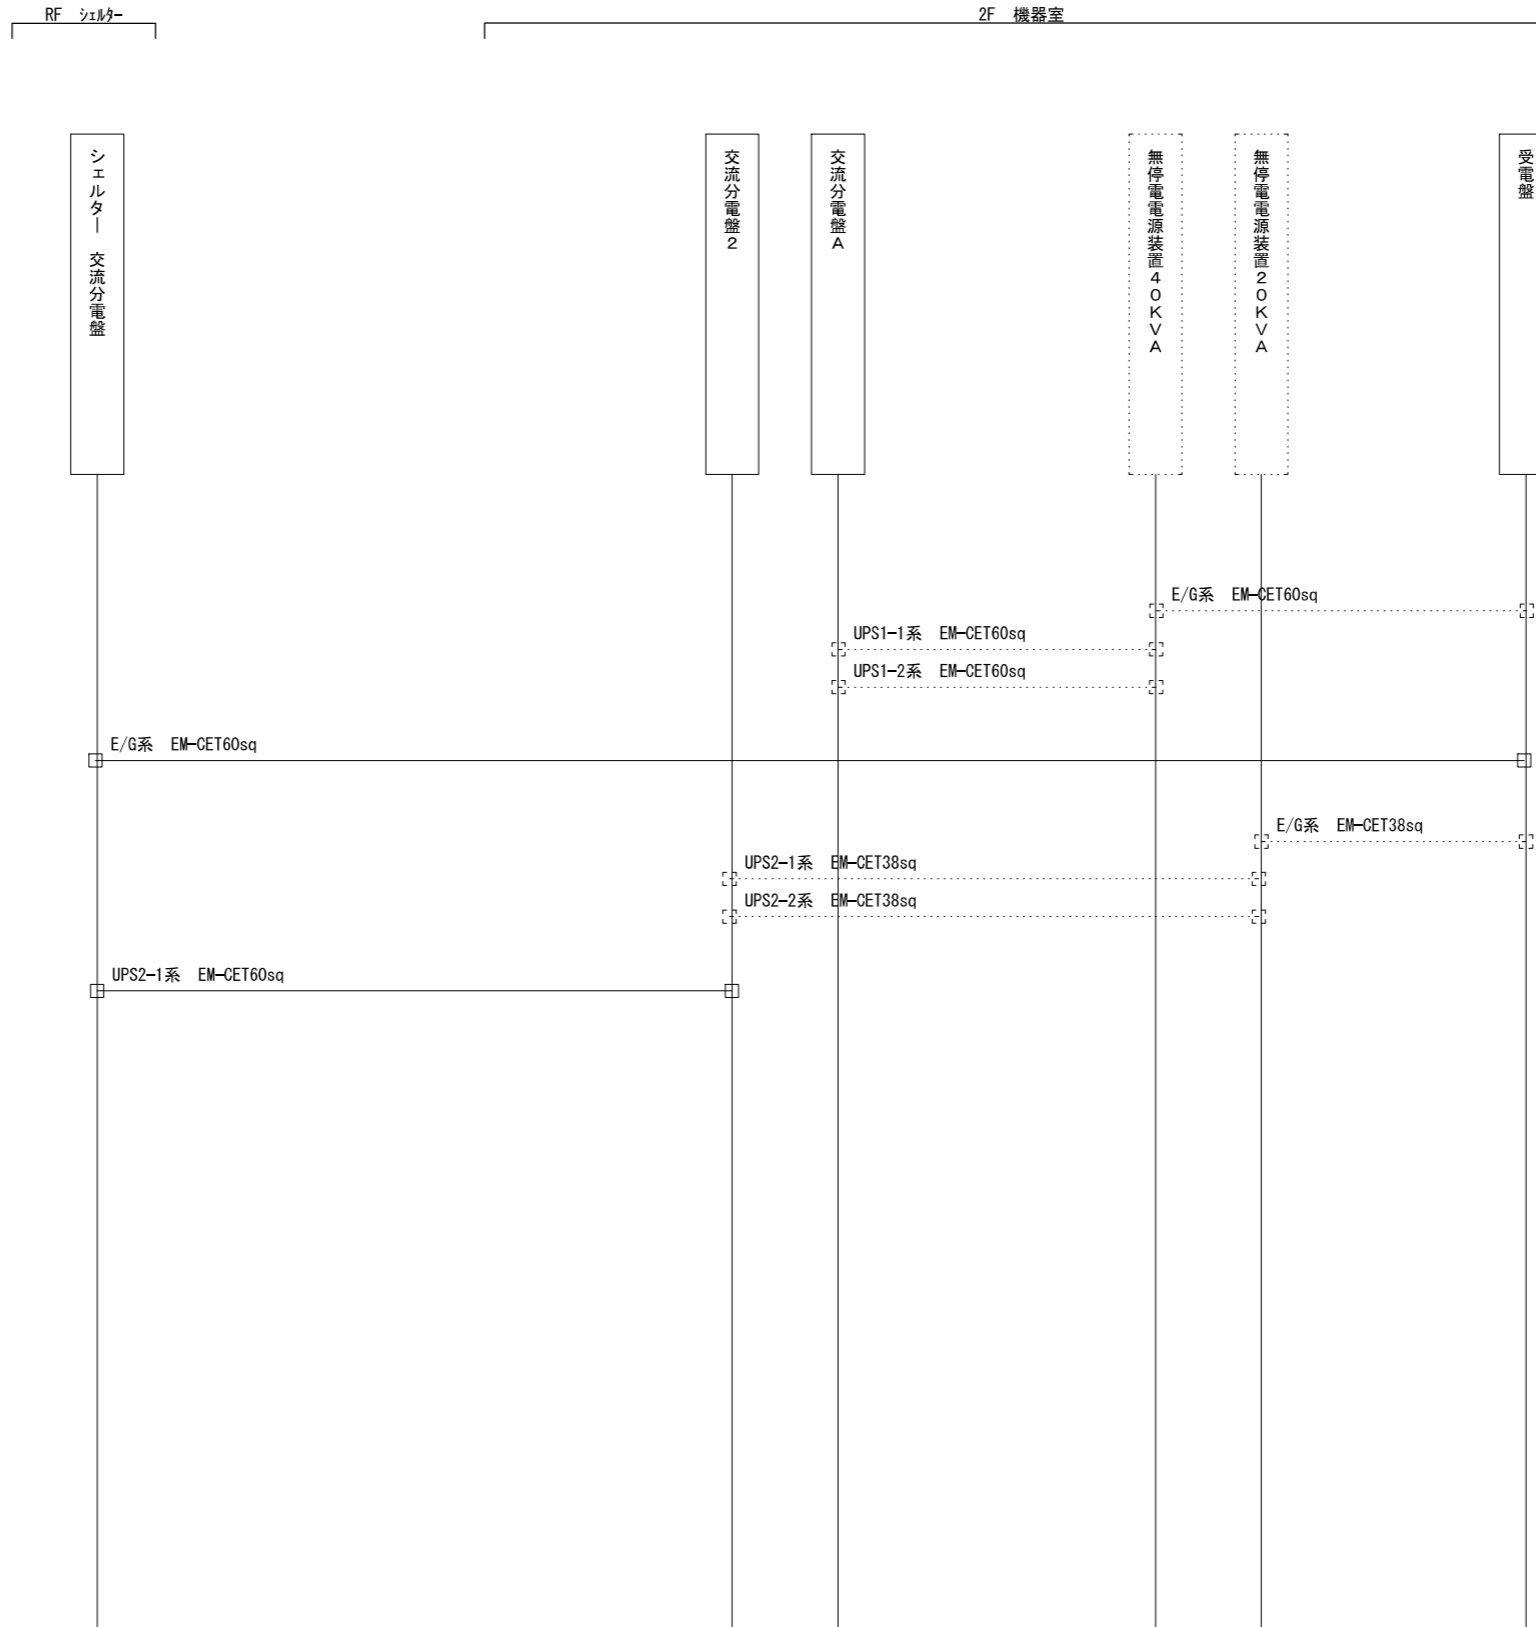 RF　ｼｪﾙﾀｰ
2F　機器室
シェルター　交流分電盤
交流分電盤２
交流分電盤Ａ
無停電電源装置４０ＫＶＡ
無停電電源装置２０ＫＶＡ
受電盤
E/G系　EM-CET60sq
UPS1-1系　EM-CET60sq
UPS1-2系　EM-CET60sq
E/G系　EM-CET60sq
E/G系　EM-CET38sq
UPS2-1系　EM-CET38sq
UPS2-2系　EM-CET38sq
UPS2-1系　EM-CET60sq